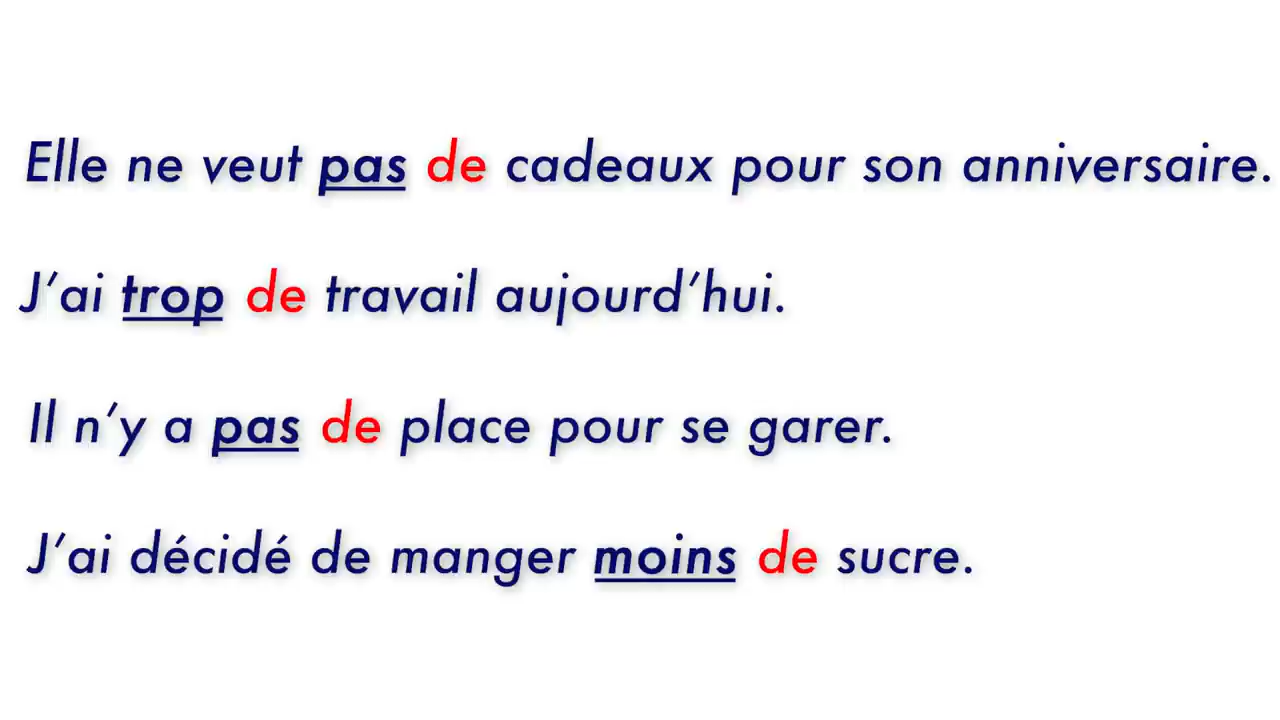 Elle ne veut pas de cadeaux pour son anniversaire.
J’ai trop de travail aujourd’hui.
Il n’y a pas de place pour se garer.
J’ai décidé de manger moins de sucre.